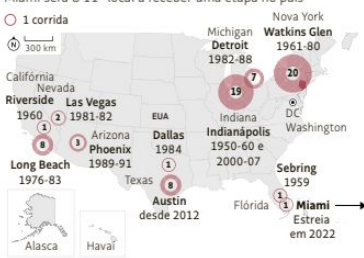 Miami será o 11º local a receber uma etapa no país
1 corrida
N
300 km
Nova York
Watkins Glen
1961-80
Michigan
Detroit
1982-88
Califórnia
Nevada
Riverside
1960
Las Vegas
1981-82
Arizona
Phoenix
1989-91
EUA
Dallas
1984
Indiana
Indianápolis
1950-60 e
2000-07
DC
Washington
20
7
19
1
2
8
3
1
8
1
1
Long Beach
1976-83
Texas
Austin
desde 2012
Sebring
1959
Flórida
Miami
Estreia
em 2022
Alasca
Havaí